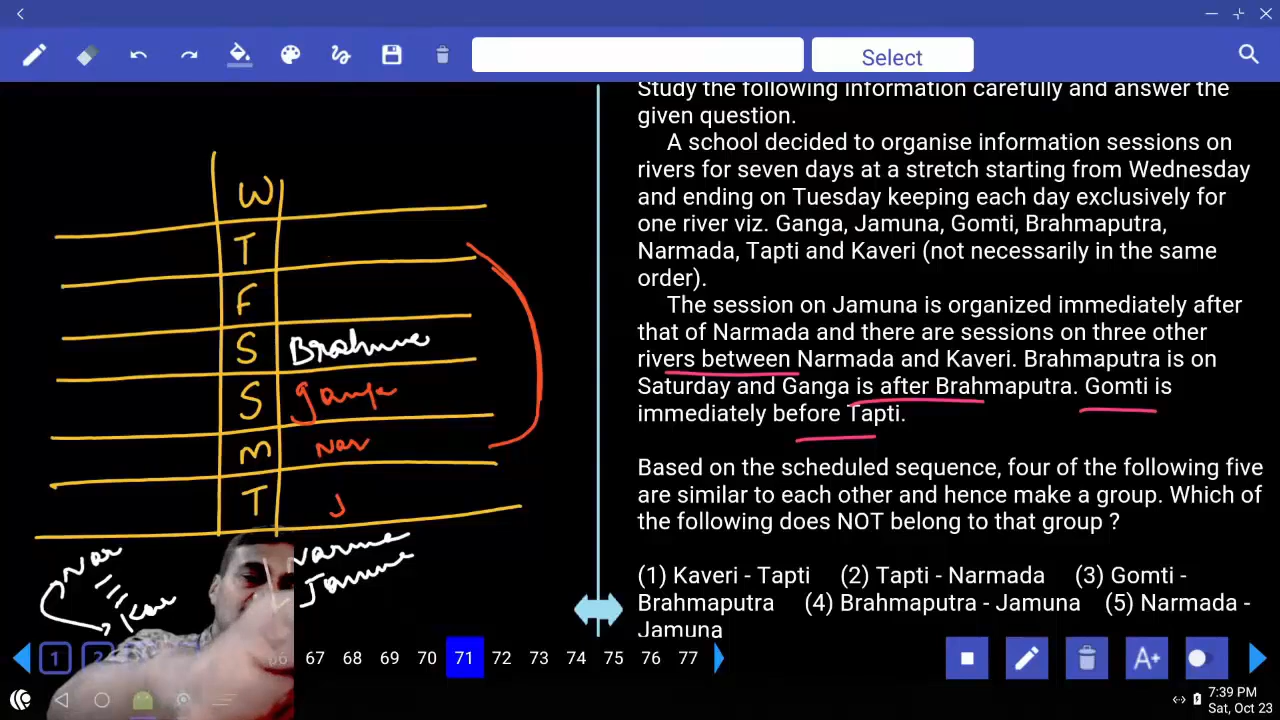 Select
Study the following information carefully and answer the
given question.
A school decided to organise information sessions on
rivers for seven days at a stretch starting from Wednesday
and ending on Tuesday keeping each day exclusively for
one river viz. Ganga, Jamuna, Gomti, Brahmaputra,
Narmada, Tapti and Kaveri (not necessarily in the same
order).
The session on Jamuna is organized immediately after
that of Narmada and there are sessions on three other
rivers between Narmada and Kaveri. Brahmaputra is on
Saturday and Ganga is after Brahmaputra. Gomti is
immediately before Tapti.
Based on the scheduled sequence, four of the following five
are similar to each other and hence make a group. Which of
the following does NOT belong to that group ?
(1) Kaveri - Tapti (2) Tapti - Narmada (3) Gomti -
Brahmaputra (4) Brahmaputra - Jamuna (5) Narmada -
Jamuna
W
T
F
S
S
M Nar
T J
Nar
1 2 66 67 68 69 70 71 72 73 74 75 76 77
A+
7:39 PM
Sat, Oct 23